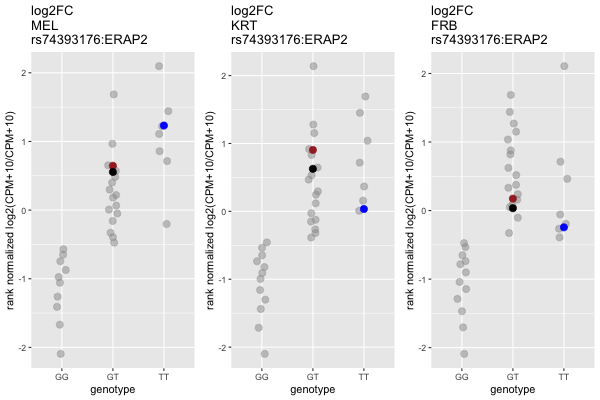 log2FC
MEL
rs74393176:ERAP2
rank normalized log2(CPM+10/CPM+10)
2
1
0
-1
-2
GG
GT
TT
genotype
log2FC
KRT
rs74393176:ERAP2
rank normalized log2(CPM+10/CPM+10)
2
1
0
-1
-2
GG
GT
TT
genotype
log2FC
FRB
rs74393176:ERAP2
rank normalized log2(CPM+10/CPM+10)
2
1
0
-1
-2
GG
GT
TT
genotype